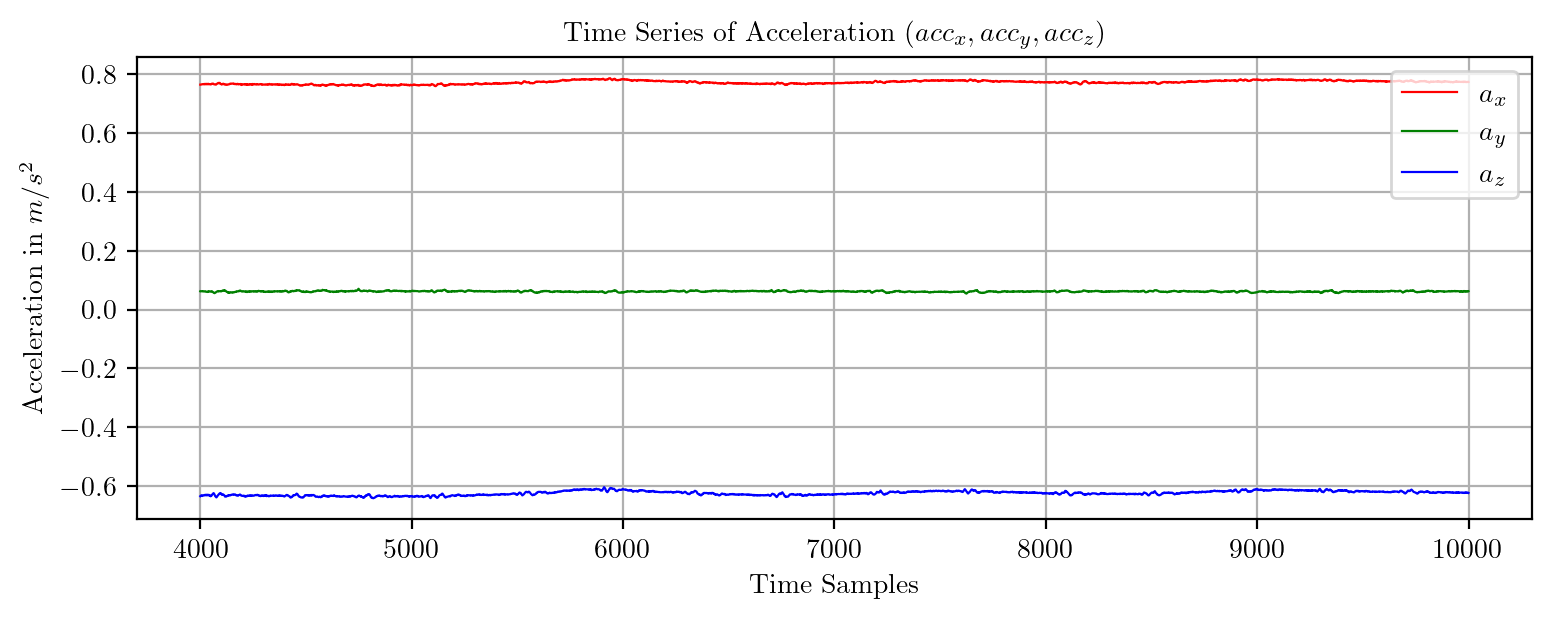 Time Series of Acceleration (acc_x, acc_y, acc_z)
Acceleration in m/s^2
0.8
0.6
0.4
0.2
0.0
−0.2
−0.4
−0.6
a_x
a_y
a_z
4000 5000 6000 7000 8000 9000 10000
Time Samples